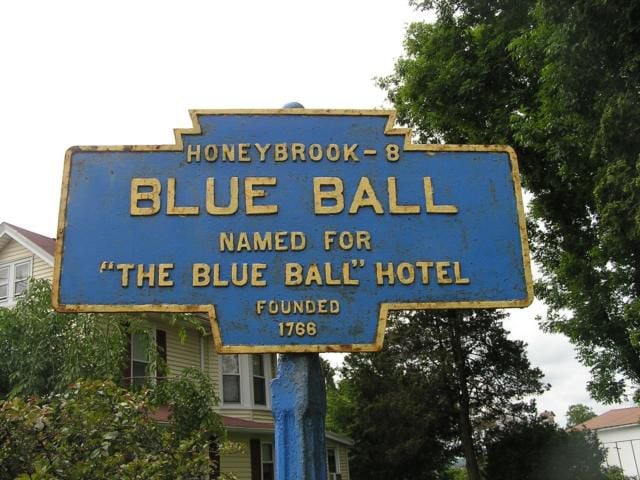 HONEYBROOK - 8
BLUE BALL
NAMED FOR
"THE BLUE BALL" HOTEL
FOUNDED
1766